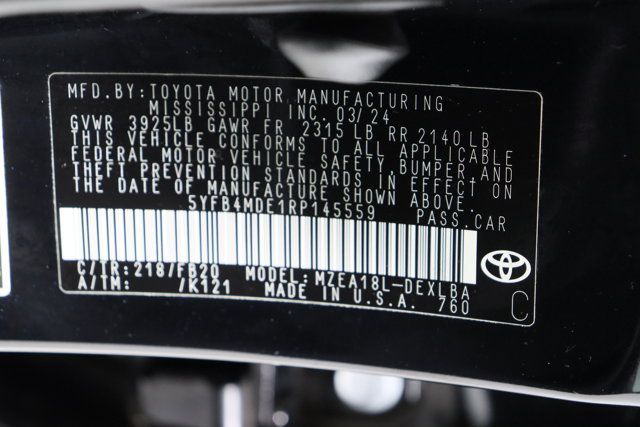 MFD. BY: TOYOTA MOTOR MANUFACTURING
MISSISSIPPI, INC. 03/24
GVWR 3925LB GAWR FR 2315 LB RR 2140 LB
THIS VEHICLE CONFORMS TO ALL APPLICABLE
FEDERAL MOTOR VEHICLE SAFETY, BUMPER, AND
THEFT PREVENTION STANDARDS IN EFFECT ON
THE DATE OF MANUFACTURE SHOWN ABOVE.
5YFB4MDE1RP145559 PASS.CAR
C/TR: 218/FB20 MODEL: MZEA18L-DEXLBA
A/TM: /K121 MADE IN U.S.A. 760
C